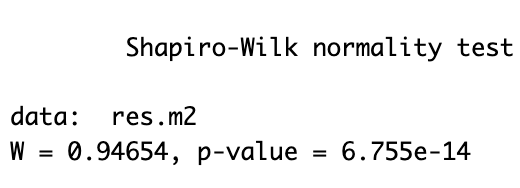 Shapiro-Wilk normality test
data:  res.m2
W = 0.94654, p-value = 6.755e-14